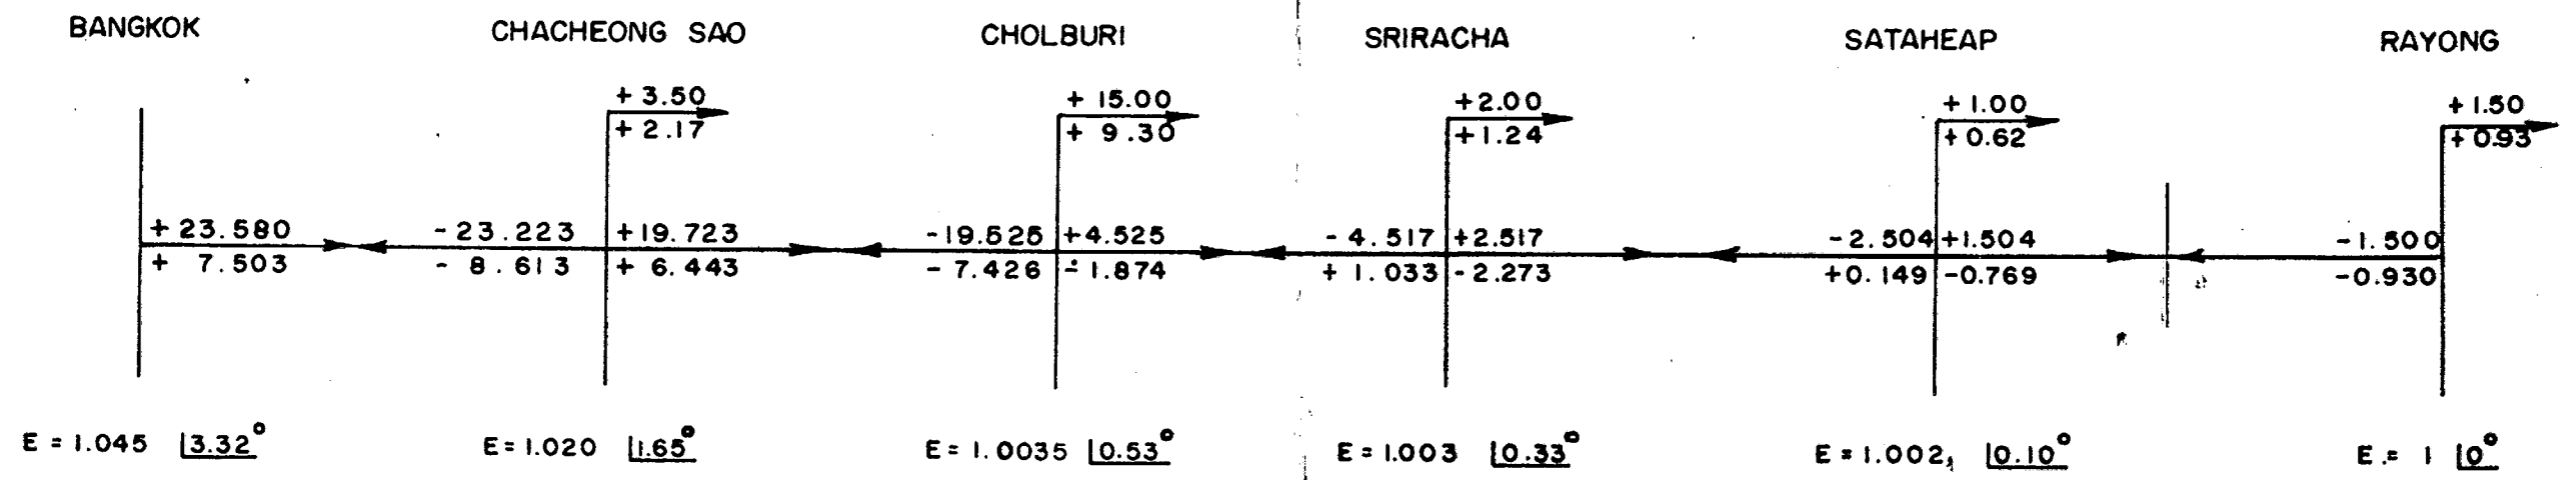 BANGKOK CHACHEONG SAO CHOLBURI SRIRACHA SATAHEAP RAYONG
+ 3.50 + 15.00 +2.00 + 1.00 + 1.50
+ 2.17 + 9.30 +1.24 + 0.62 + 0.93
+ 23.580 - 23.223 +19.723 -19.525 +4.525 - 4.517 +2.517 -2.504 +1.504 -1.500
+ 7.503 - 8.613 + 6.443 - 7.426 - 1.874 + 1.033 -2.273 +0.149 -0.769 -0.930
E = 1.045 3.32° E = 1.020 1.65° E = 1.0035 0.53° E = 1.003 0.33° E = 1.002, 0.10° E = 1 0°